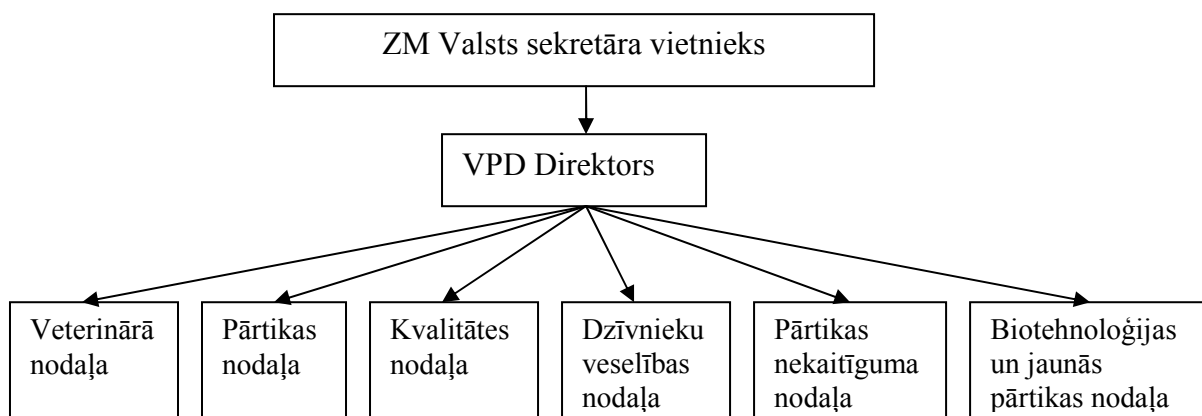 ZM Valsts sekretāra vietnieks
VPD Direktors
Veterinārā
nodaļa
Pārtikas
nodaļa
Kvalitātes
nodaļa
Dzīvnieku
veselības
nodaļa
Pārtikas
nekaitīguma
nodaļa
Biotehnoloģijas
un jaunās
pārtikas nodaļa